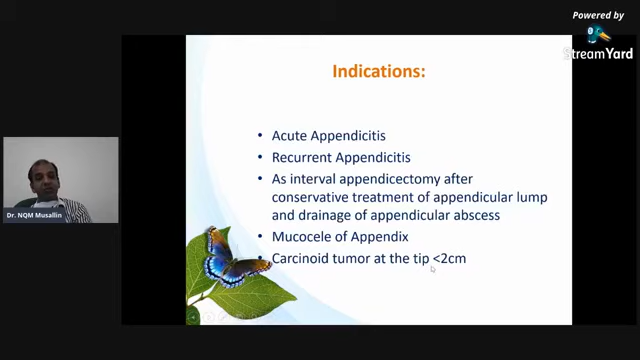 Powered by
StreamYard
Indications:
• Acute Appendicitis
• Recurrent Appendicitis
• As interval appendicectomy after
conservative treatment of appendicular lump
and drainage of appendicular abscess
• Mucocele of Appendix
• Carcinoid tumor at the tip <2cm
Dr. NQM Musallin